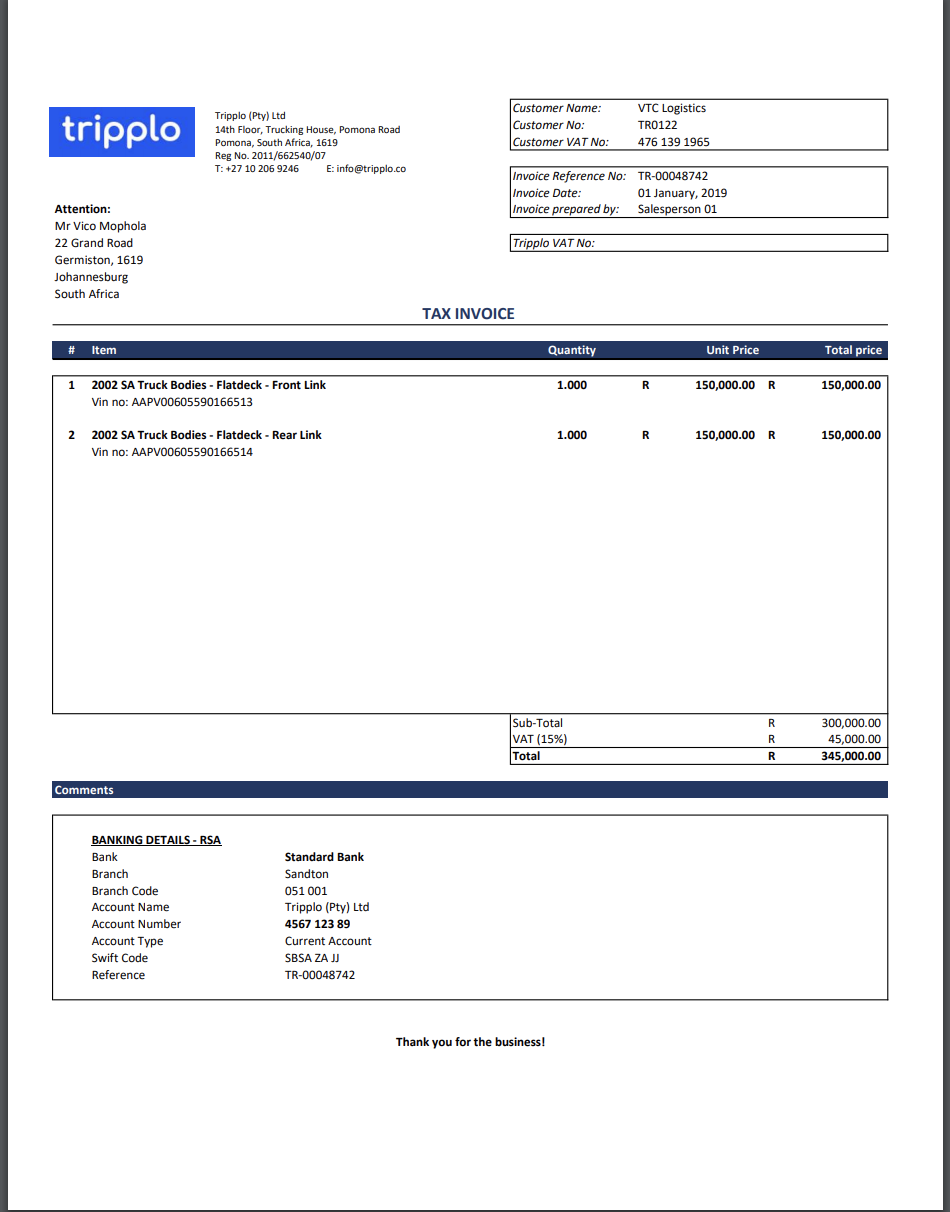 tripplo
Tripplo (Pty) Ltd
14th Floor, Trucking House, Pomona Road
Pomona, South Africa, 1619
Reg No. 2011/662540/07
T: +27 10 206 9246 E: info@tripplo.co
Customer Name: VTC Logistics
Customer No: TR0122
Customer VAT No: 476 139 1965
Invoice Reference No: TR-00048742
Invoice Date: 01 January, 2019
Invoice prepared by: Salesperson 01
Tripplo VAT No:
Attention:
Mr Vico Mophola
22 Grand Road
Germiston, 1619
Johannesburg
South Africa
TAX INVOICE
# Item Quantity Unit Price Total price
1 2002 SA Truck Bodies - Flatdeck - Front Link 1.000 R 150,000.00 R 150,000.00
Vin no: AAPV00605590166513
2 2002 SA Truck Bodies - Flatdeck - Rear Link 1.000 R 150,000.00 R 150,000.00
Vin no: AAPV00605590166514
Sub-Total R 300,000.00
VAT (15%) R 45,000.00
Total R 345,000.00
Comments
BANKING DETAILS - RSA
Bank Standard Bank
Branch Sandton
Branch Code 051 001
Account Name Tripplo (Pty) Ltd
Account Number 4567 123 89
Account Type Current Account
Swift Code SBSA ZA JJ
Reference TR-00048742
Thank you for the business!